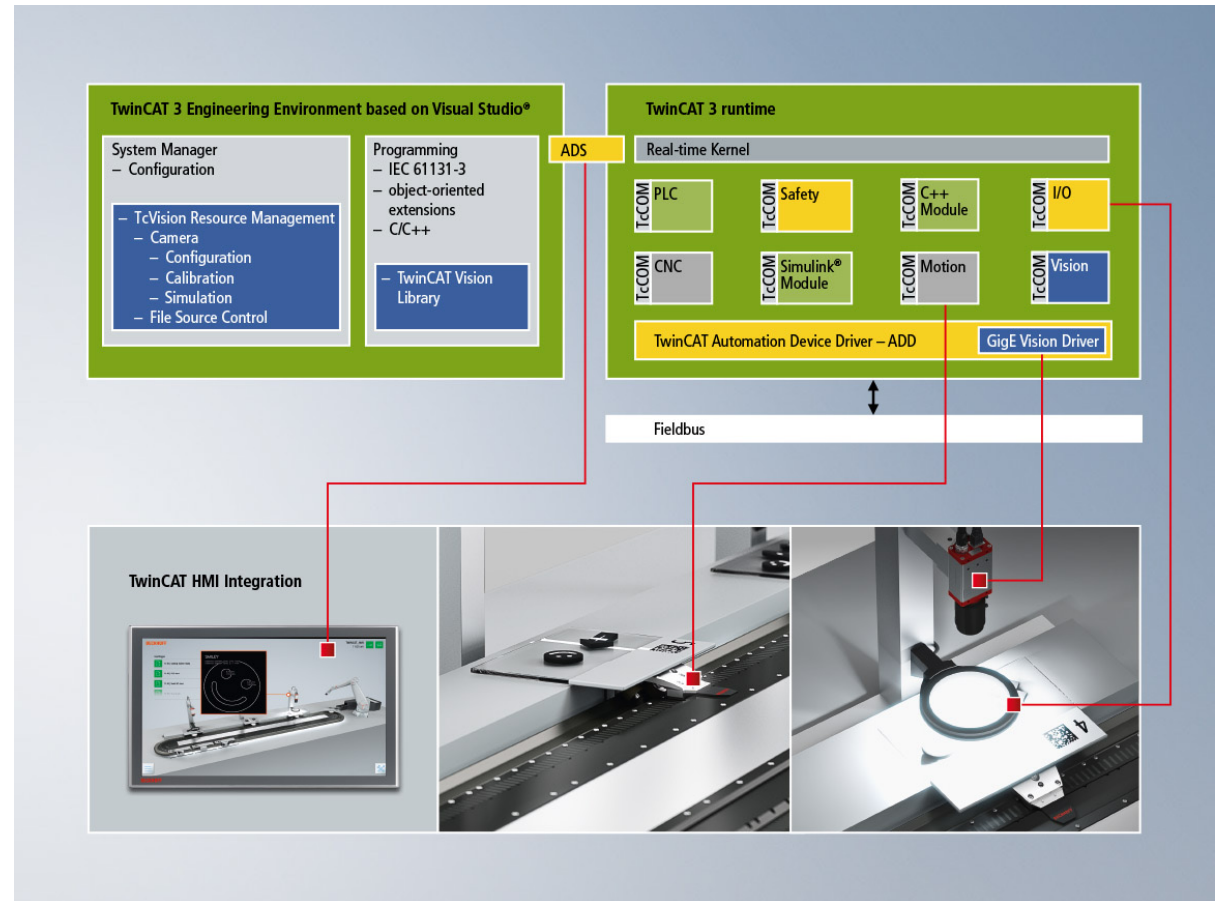 TwinCAT 3 Engineering Environment based on Visual Studio®
System Manager
– Configuration
– TcVision Resource Management
– Camera
– Configuration
– Calibration
– Simulation
– File Source Control
Programming
– IEC 61131-3
– object-oriented
extensions
– C/C++
– TwinCAT Vision
Library
ADS
TwinCAT 3 runtime
Real-time Kernel
TcCOM
PLC
TcCOM
Safety
TcCOM
C++
Module
TcCOM
I/O
TcCOM
CNC
TcCOM
Simulink®
Module
TcCOM
Motion
TcCOM
Vision
TwinCAT Automation Device Driver – ADD
GigE Vision Driver
Fieldbus
TwinCAT HMI Integration
4